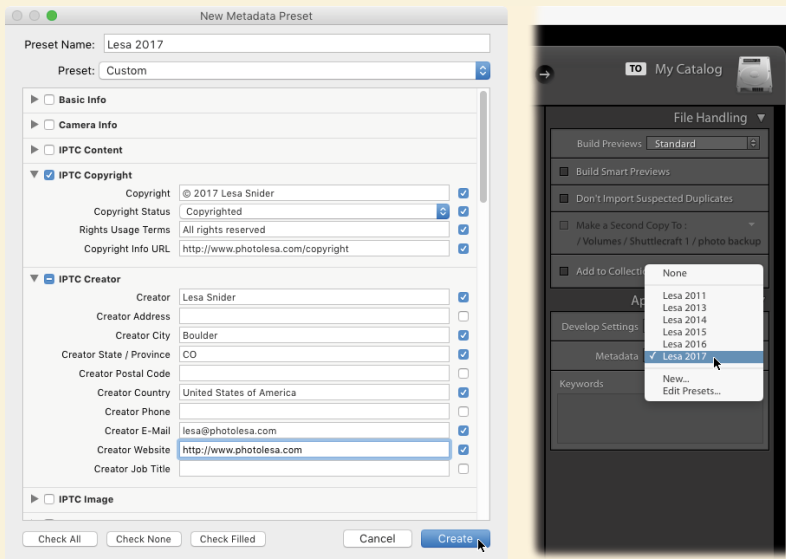 New Metadata Preset
Preset Name: Lesa 2017
Preset: Custom
Basic Info
Camera Info
IPTC Content
IPTC Copyright
Copyright © 2017 Lesa Snider
Copyright Status Copyrighted
Rights Usage Terms All rights reserved
Copyright Info URL http://www.photolesa.com/copyright
IPTC Creator
Creator Lesa Snider
Creator Address
Creator City Boulder
Creator State / Province CO
Creator Postal Code
Creator Country United States of America
Creator Phone
Creator E-Mail lesa@photolesa.com
Creator Website http://www.photolesa.com
Creator Job Title
IPTC Image
Check All Check None Check Filled Cancel Create
TO My Catalog
File Handling
Build Previews Standard
Build Smart Previews
Don't Import Suspected Duplicates
Make a Second Copy To :
/ Volumes / Shuttlecraft 1 / photo backup
Add to Collectio
None
Lesa 2011
Ap
Lesa 2013
Lesa 2014
Develop Settings
Lesa 2015
Lesa 2016
Metadata ✓ Lesa 2017
Keywords
New...
Edit Presets...